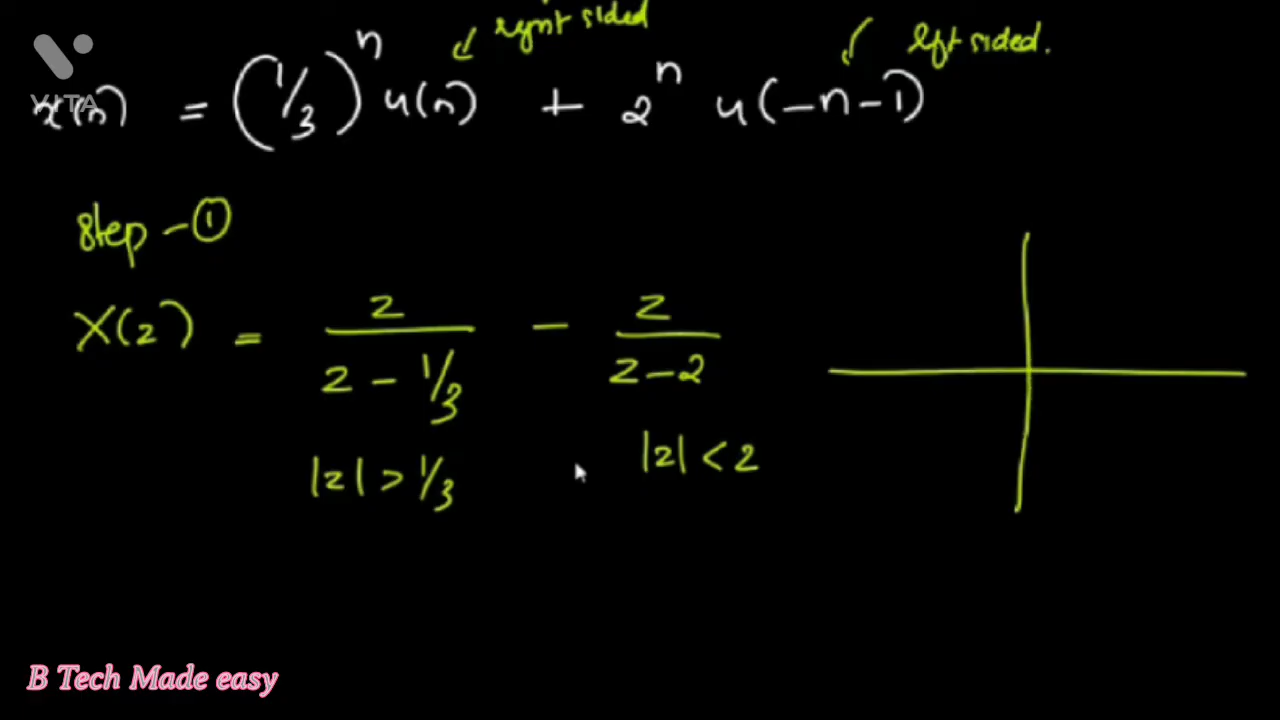 right sided
left sided.
x(n) = (1/3)^n u(n) + 2^n u(-n-1)
VITA
step - ①
X(z) = z / (z - 1/3) - z / (z - 2)
|z| > 1/3 |z| < 2
B Tech Made easy